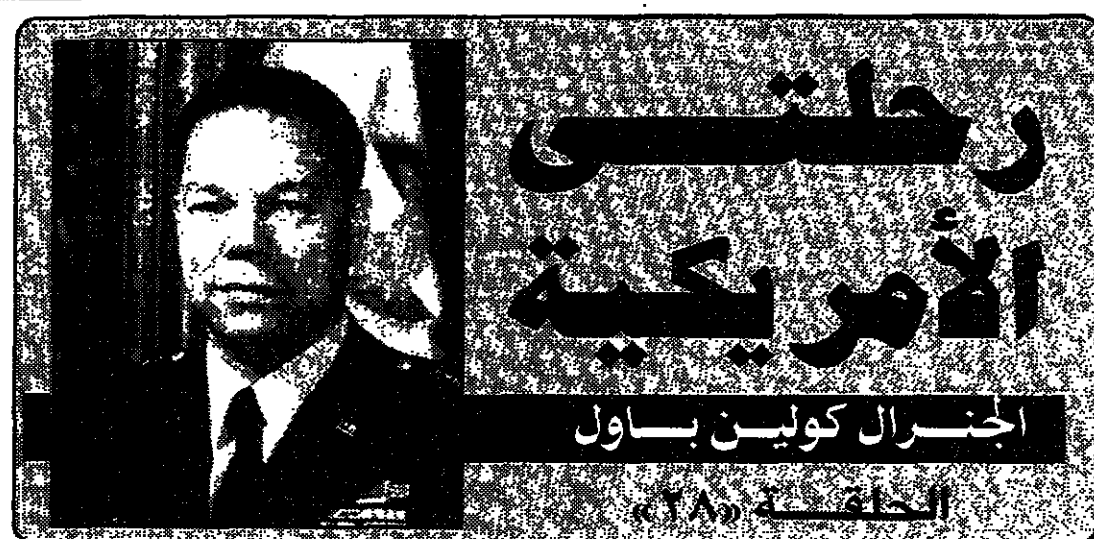 رحلتى
الأمريكية
الجنرال كولين باول
الحلقة «٢٨»